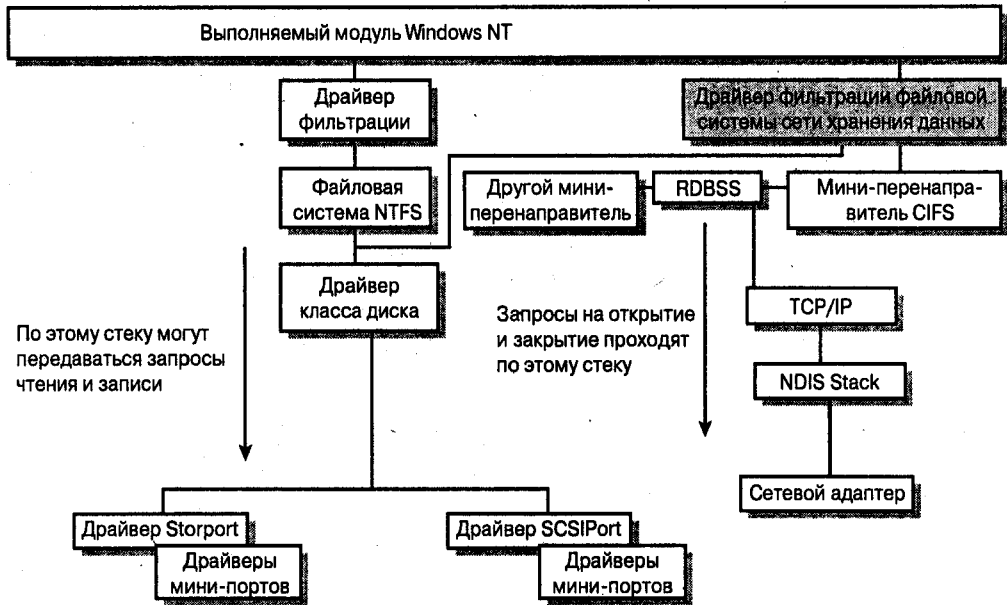 Выполняемый модуль Windows NT
Драйвер
фильтрации
Драйвер фильтрации файловой
системы сети хранения данных
Файловая
система NTFS
Другой мини-
перенаправитель
RDBSS
Мини-перенапра-
витель CIFS
Драйвер
класса диска
TCP/IP
По этому стеку могут
передаваться запросы
чтения и записи
Запросы на открытие
и закрытие проходят
по этому стеку
NDIS Stack
Сетевой адаптер
Драйвер Storport
Драйверы
мини-портов
Драйвер SCSIPort
Драйверы
мини-портов